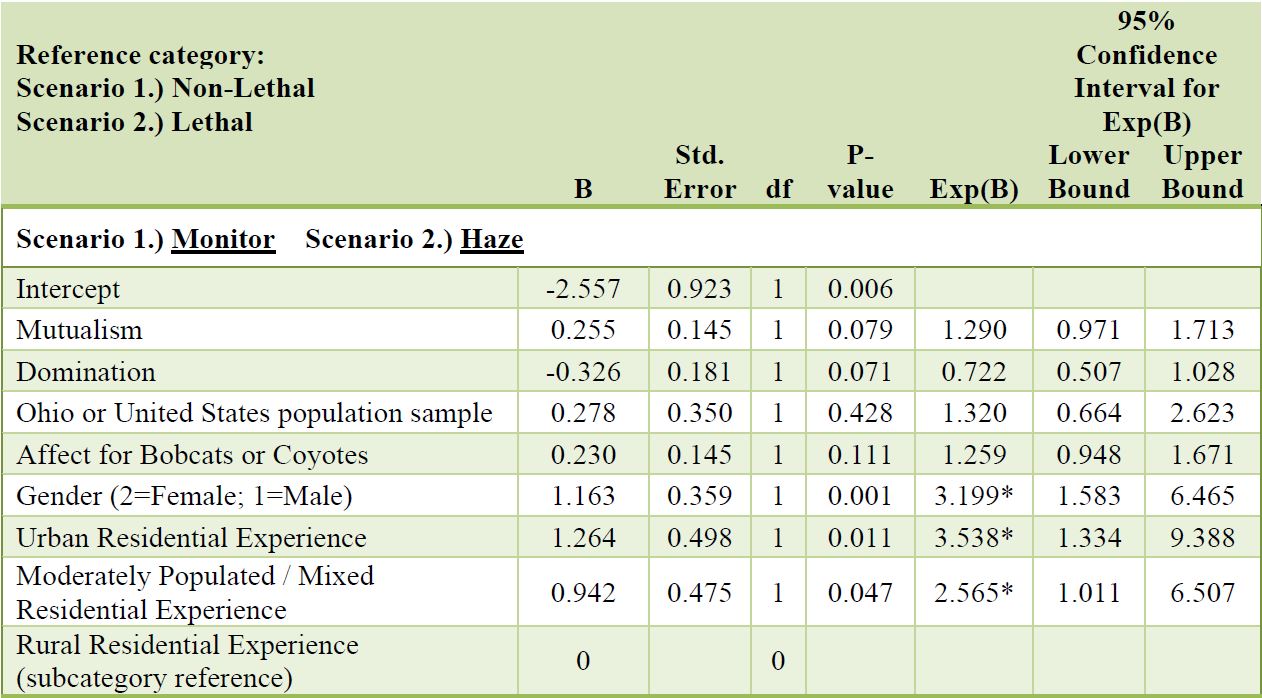 Reference category:
Scenario 1.) Non-Lethal
Scenario 2.) Lethal
95%
Confidence
Interval for
Exp(B)
B Std. Error df P-value Exp(B) Lower Bound Upper Bound
Scenario 1.) Monitor Scenario 2.) Haze
Intercept -2.557 0.923 1 0.006
Mutualism 0.255 0.145 1 0.079 1.290 0.971 1.713
Domination -0.326 0.181 1 0.071 0.722 0.507 1.028
Ohio or United States population sample 0.278 0.350 1 0.428 1.320 0.664 2.623
Affect for Bobcats or Coyotes 0.230 0.145 1 0.111 1.259 0.948 1.671
Gender (2=Female; 1=Male) 1.163 0.359 1 0.001 3.199* 1.583 6.465
Urban Residential Experience 1.264 0.498 1 0.011 3.538* 1.334 9.388
Moderately Populated / Mixed
Residential Experience 0.942 0.475 1 0.047 2.565* 1.011 6.507
Rural Residential Experience
(subcategory reference) 0 0